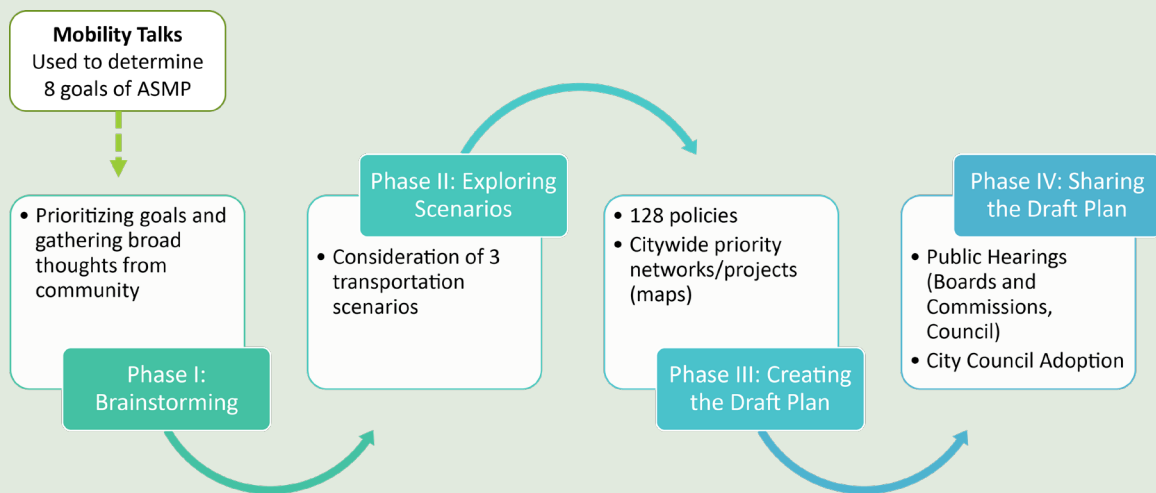 Mobility Talks
Used to determine
8 goals of ASMP
• Prioritizing goals and
gathering broad
thoughts from
community
Phase I:
Brainstorming
Phase II: Exploring
Scenarios
• Consideration of 3
transportation
scenarios
• 128 policies
• Citywide priority
networks/projects
(maps)
Phase III: Creating
the Draft Plan
Phase IV: Sharing
the Draft Plan
• Public Hearings
(Boards and
Commissions,
Council)
• City Council Adoption